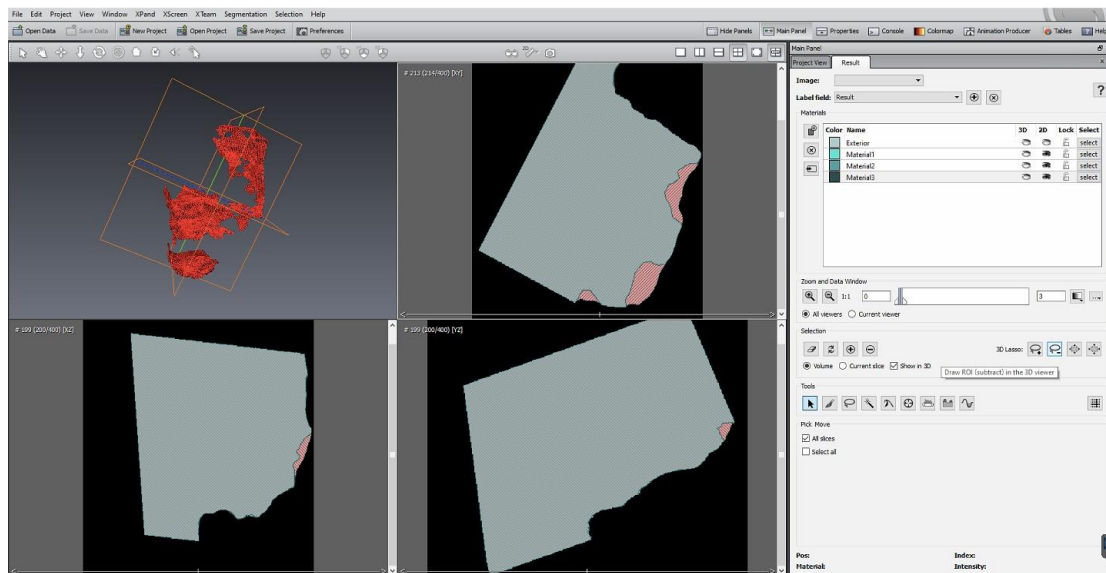 File Edit Project View Window XPand XScreen XTeam Segmentation Selection Help
Open Data Save Data New Project Open Project Save Project Preferences Hide Panels Main Panel Properties Console Colormap Animation Producer Tables Help
Main Panel
Project View Result
# 213 (214/400) [XY]
Image:
Label field: Result
Materials
Color Name 3D 2D Lock Select
Exterior select
Material1 select
Material2 select
Material3 select
Zoom and Data Window
1:1 0 3
All viewers Current viewer
# 199 (200/400) [XZ]
# 199 (200/400) [YZ]
Selection
3D Lasso:
Volume Current slice Show in 3D
Draw ROI (subtract) in the 3D viewer
Tools
Pick Move
All slices
Select all
Pos: Index:
Material: Intensity: